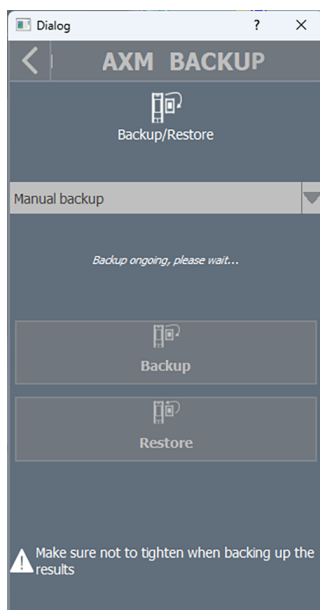 Dialog
AXM BACKUP
Backup/Restore
Manual backup
Backup ongoing, please wait...
Backup
Restore
Make sure not to tighten when backing up the
results